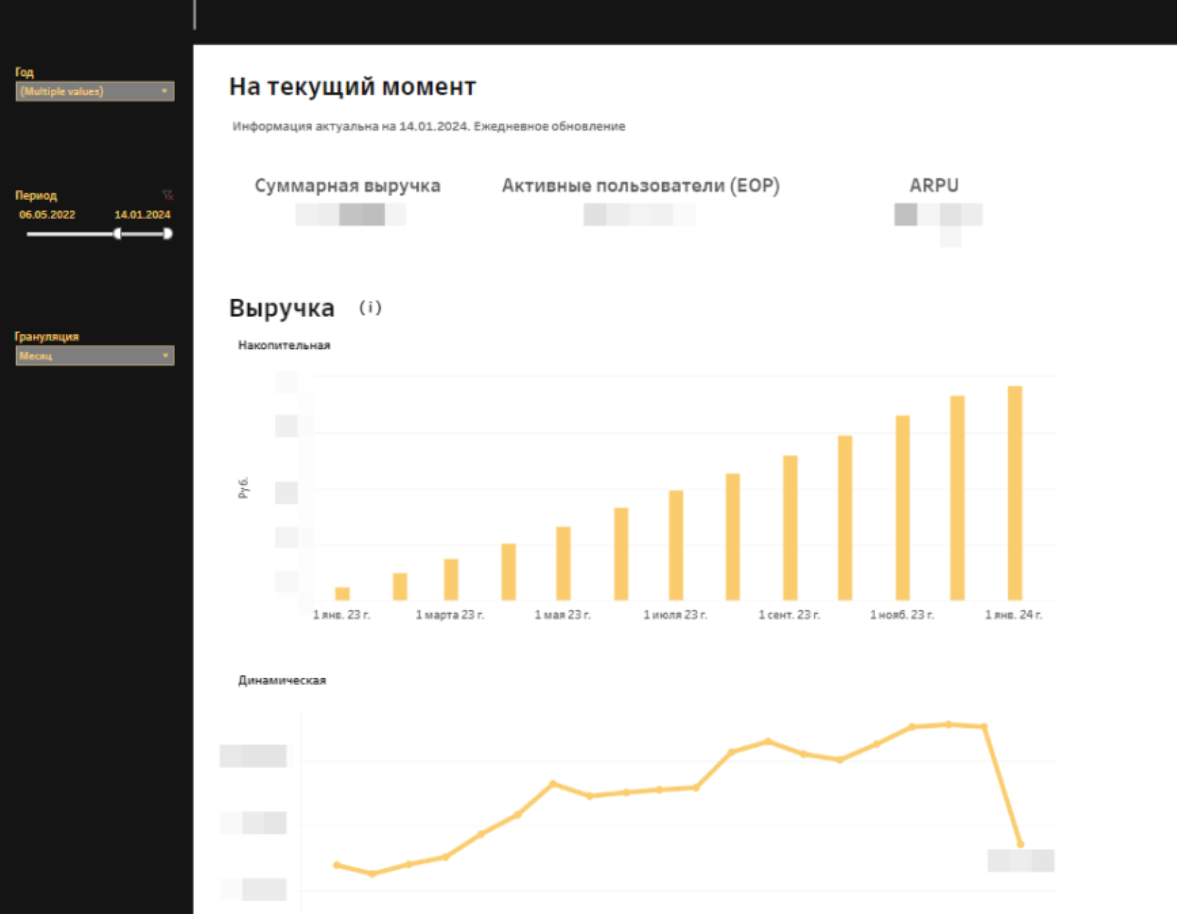 Год
(Multiple values)
Период
06.05.2022 14.01.2024
Грануляция
Месяц
На текущий момент
Информация актуальна на 14.01.2024. Ежедневное обновление
Суммарная выручка Активные пользователи (EOP) ARPU
Выручка (i)
Накопительная
Руб.
1 янв. 23 г. 1 марта 23 г. 1 мая 23 г. 1 июля 23 г. 1 сент. 23 г. 1 нояб. 23 г. 1 янв. 24 г.
Динамическая